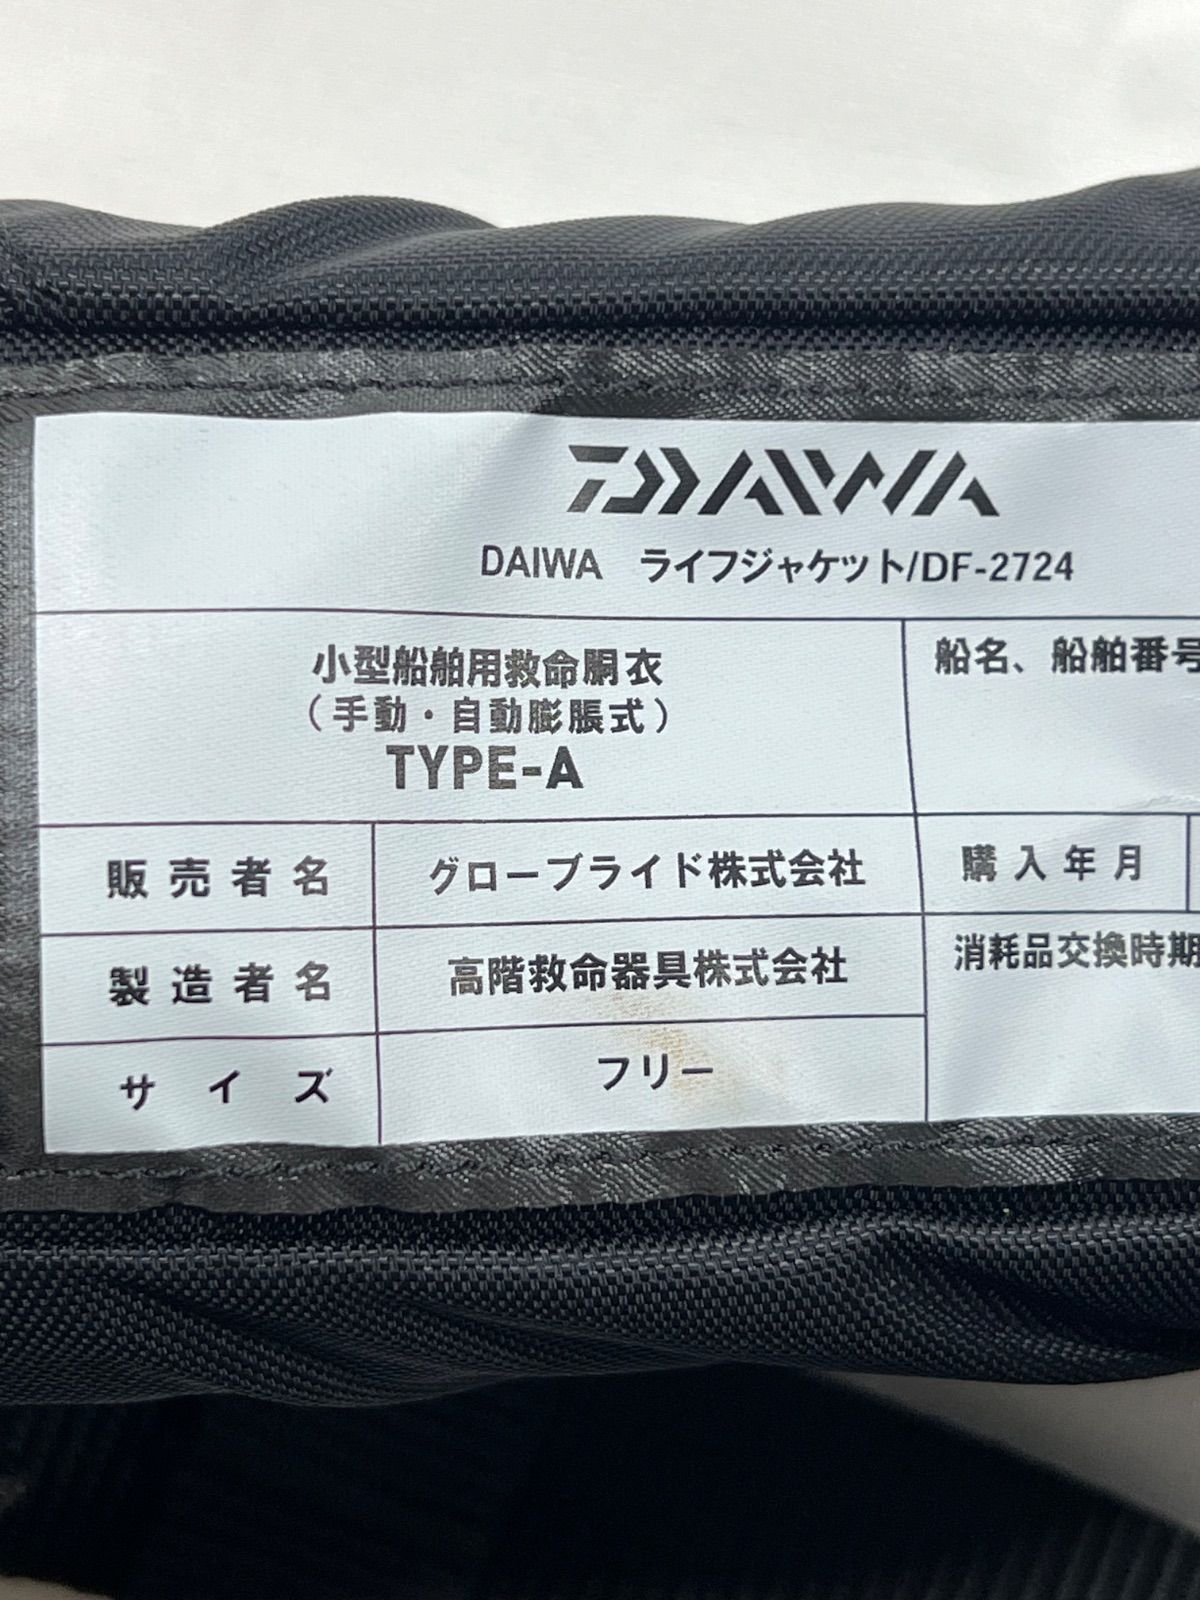 DAIWA
DAIWA ライフジャケット/DF-2724
小型船舶用救命胴衣
(手動・自動膨脹式)
TYPE-A
船名、船舶番号
販売者名 グローブライド株式会社
購入年月
製造者名 高階救命器具株式会社
消耗品交換時期
サイズ フリー